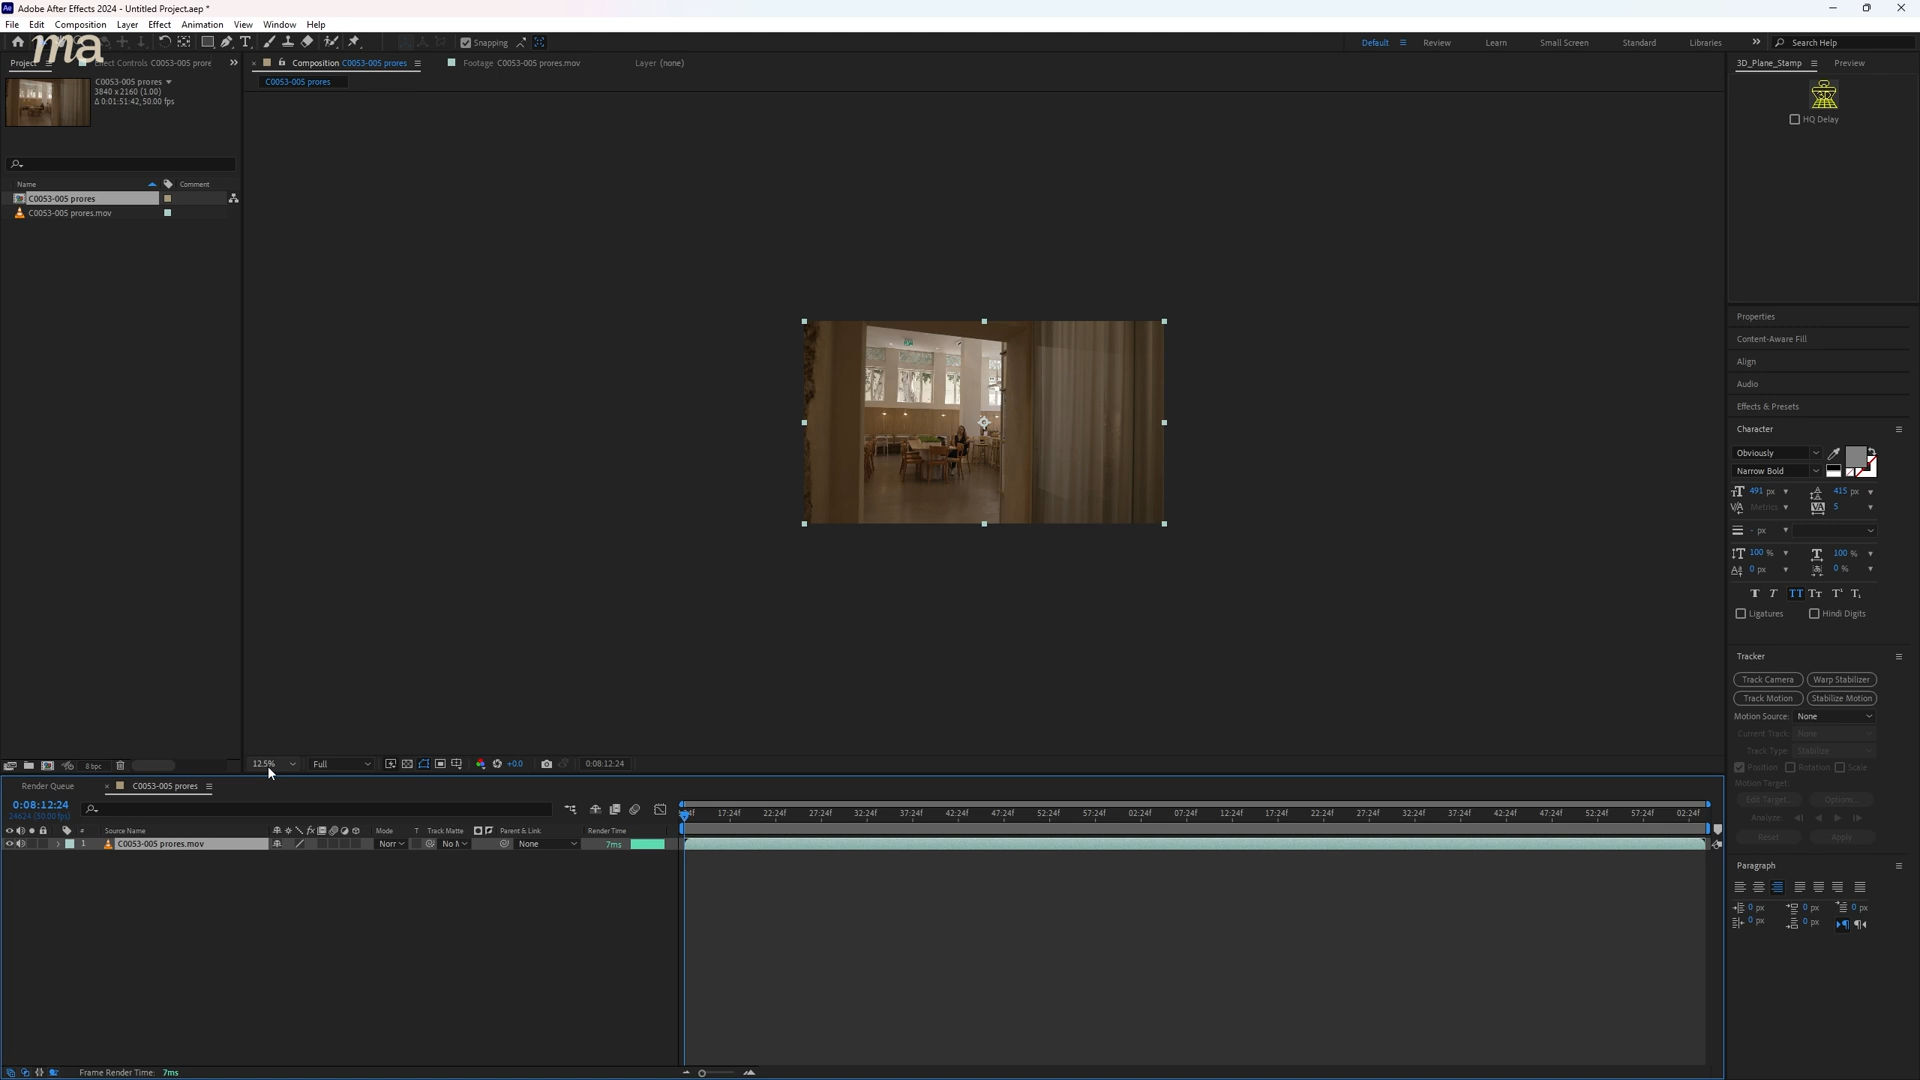 Adobe After Effects 2024 - Untitled Project.aep *
File Edit Composition Layer Effect Animation View Window Help
ma
Snapping
Default Review Learn Small Screen Standard Libraries Search Help
Project Effect Controls C0053-005 prore
Composition C0053-005 prores Footage C0053-005 prores.mov Layer (none)
3D_Plane_Stamp Preview
C0053-005 prores
3840 x 2160 (1.00)
Δ 0:01:51:42, 50.00 fps
C0053-005 prores
HQ Delay
Name Comment
C0053-005 prores
C0053-005 prores.mov
Properties
Content-Aware Fill
Align
Audio
Effects & Presets
Character
Obviously
Narrow Bold
491 px 415 px
Metrics 5
- px
100 % 100 %
0 px 0 %
Ligatures Hindi Digits
Tracker
Track Camera Warp Stabilizer
Track Motion Stabilize Motion
Motion Source: None
Current Track: None
Track Type: Stabilize
Position Rotation Scale
Motion Target:
Edit Target... Options...
Analyze:
Reset Apply
8 bpc
12.5% Full +0.0 0:08:12:24
Render Queue C0053-005 prores
0:08:12:24
24624 (50.00 fps)
24f 17:24f 22:24f 27:24f 32:24f 37:24f 42:24f 47:24f 52:24f 57:24f 02:24f 07:24f 12:24f 17:24f 22:24f 27:24f 32:24f 37:24f 42:24f 47:24f 52:24f 57:24f 02:24f
# Source Name Mode T Track Matte Parent & Link Render Time
1 C0053-005 prores.mov Norr No M None 7ms
Paragraph
0 px 0 px 0 px
0 px 0 px
Frame Render Time: 7ms